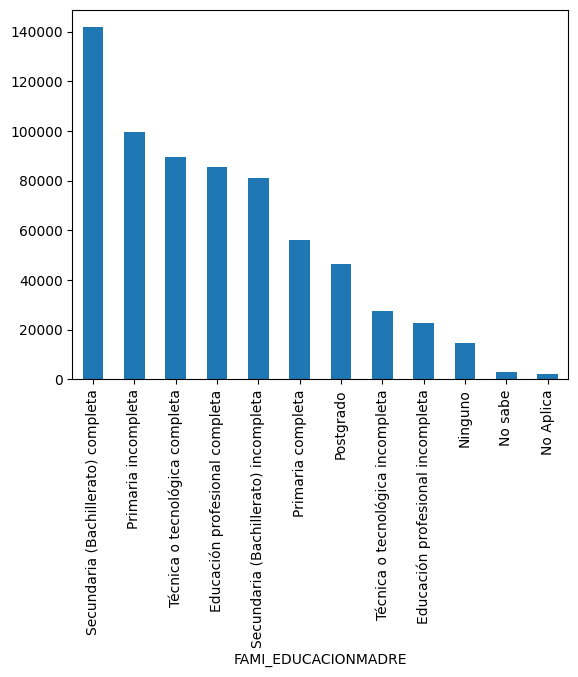 140000
120000
100000
80000
60000
40000
20000
0
Secundaria (Bachillerato) completa
Primaria incompleta
Técnica o tecnológica completa
Educación profesional completa
Secundaria (Bachillerato) incompleta
Primaria completa
Postgrado
Técnica o tecnológica incompleta
Educación profesional incompleta
Ninguno
No sabe
No Aplica
FAMI_EDUCACIONMADRE